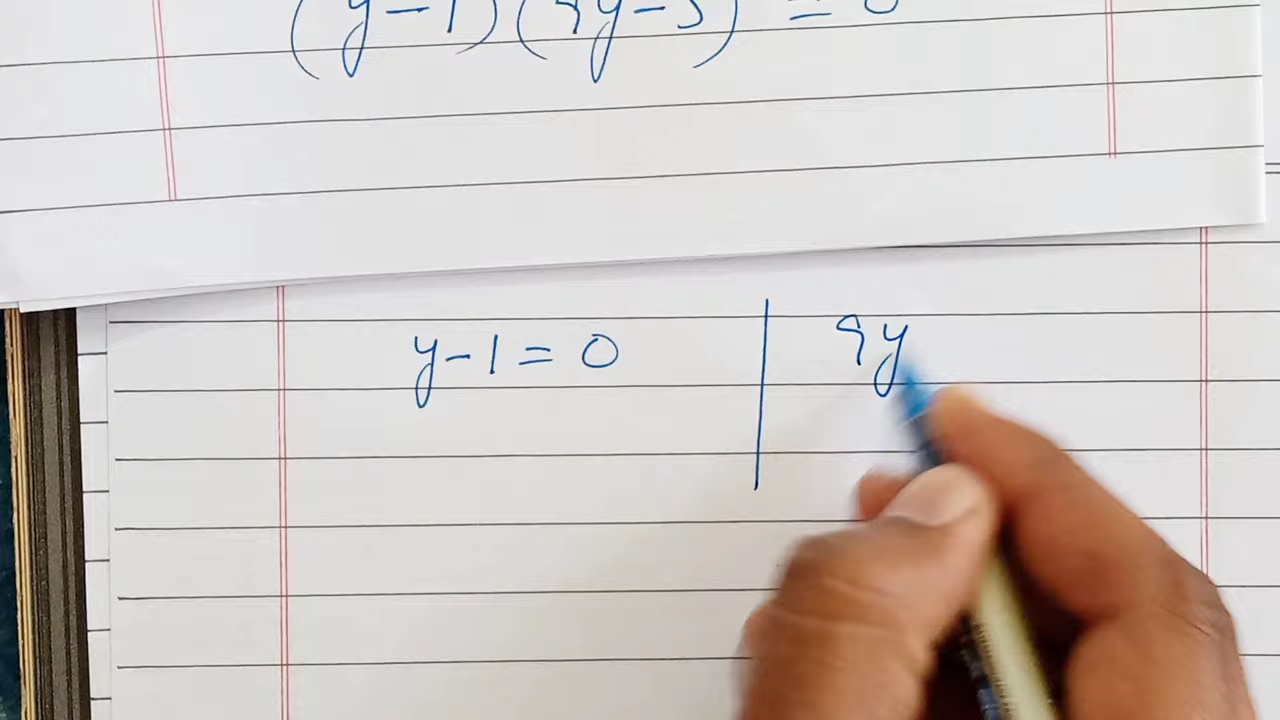 (y-1)(9y-5) = 0
y-1=0 | 9y